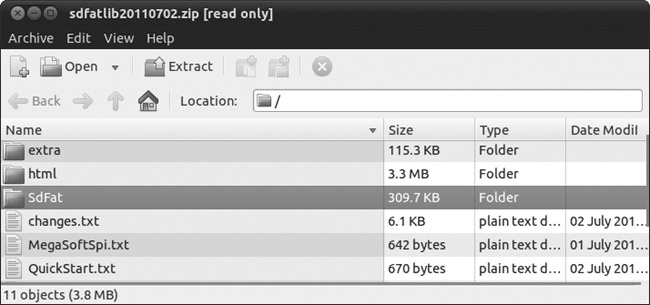 sdfatlib20110702.zip [read only]
Archive Edit View Help
Open Extract
Back Location: /
Name Size Type Date Modif
extra 115.3 KB Folder
html 3.3 MB Folder
SdFat 309.7 KB Folder
changes.txt 6.1 KB plain text d... 02 July 201...
MegaSoftSpi.txt 642 bytes plain text d... 01 July 201...
QuickStart.txt 670 bytes plain text d... 02 July 201...
11 objects (3.8 MB)